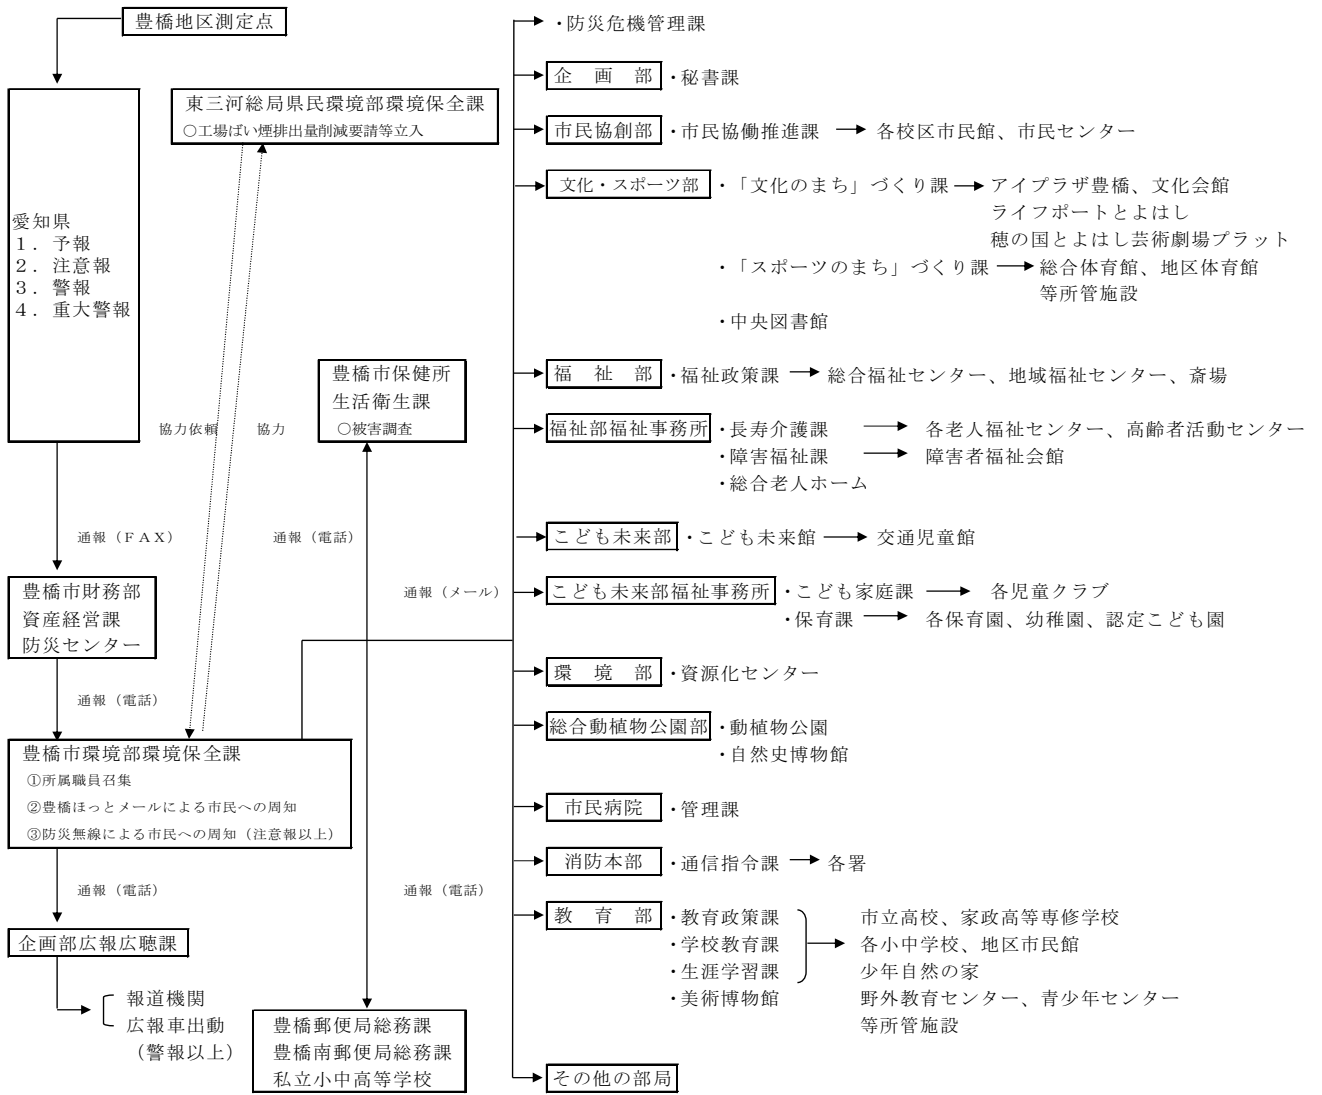 豊橋地区測定点
愛知県
１．予報
２．注意報
３．警報
４．重大警報
東三河総局県民環境部環境保全課
○工場ばい煙排出量削減要請等立入
協力依頼
協力
豊橋市保健所
生活衛生課
○被害調査
通報（ＦＡＸ）
通報（電話）
豊橋市財務部
資産経営課
防災センター
通報（メール）
通報（電話）
豊橋市環境部環境保全課
①所属職員召集
②豊橋ほっとメールによる市民への周知
③防災無線による市民への周知（注意報以上）
通報（電話）
通報（電話）
企画部広報広聴課
報道機関
広報車出動
（警報以上）
豊橋郵便局総務課
豊橋南郵便局総務課
私立小中高等学校
・防災危機管理課
企　画　部 ・秘書課
市民協創部 ・市民協働推進課 各校区市民館、市民センター
文化・スポーツ部 ・「文化のまち」づくり課 アイプラザ豊橋、文化会館
ライフポートとよはし
穂の国とよはし芸術劇場プラット
・「スポーツのまち」づくり課 総合体育館、地区体育館
等所管施設
・中央図書館
福　祉　部 ・福祉政策課 総合福祉センター、地域福祉センター、斎場
福祉部福祉事務所 ・長寿介護課 各老人福祉センター、高齢者活動センター
・障害福祉課 障害者福祉会館
・総合老人ホーム
こども未来部 ・こども未来館 交通児童館
こども未来部福祉事務所 ・こども家庭課 各児童クラブ
・保育課 各保育園、幼稚園、認定こども園
環　境　部 ・資源化センター
総合動植物公園部 ・動植物公園
・自然史博物館
市民病院 ・管理課
消防本部 ・通信指令課 各署
教　育　部 ・教育政策課 市立高校、家政高等専修学校
・学校教育課 各小中学校、地区市民館
・生涯学習課 少年自然の家
・美術博物館 野外教育センター、青少年センター
等所管施設
その他の部局